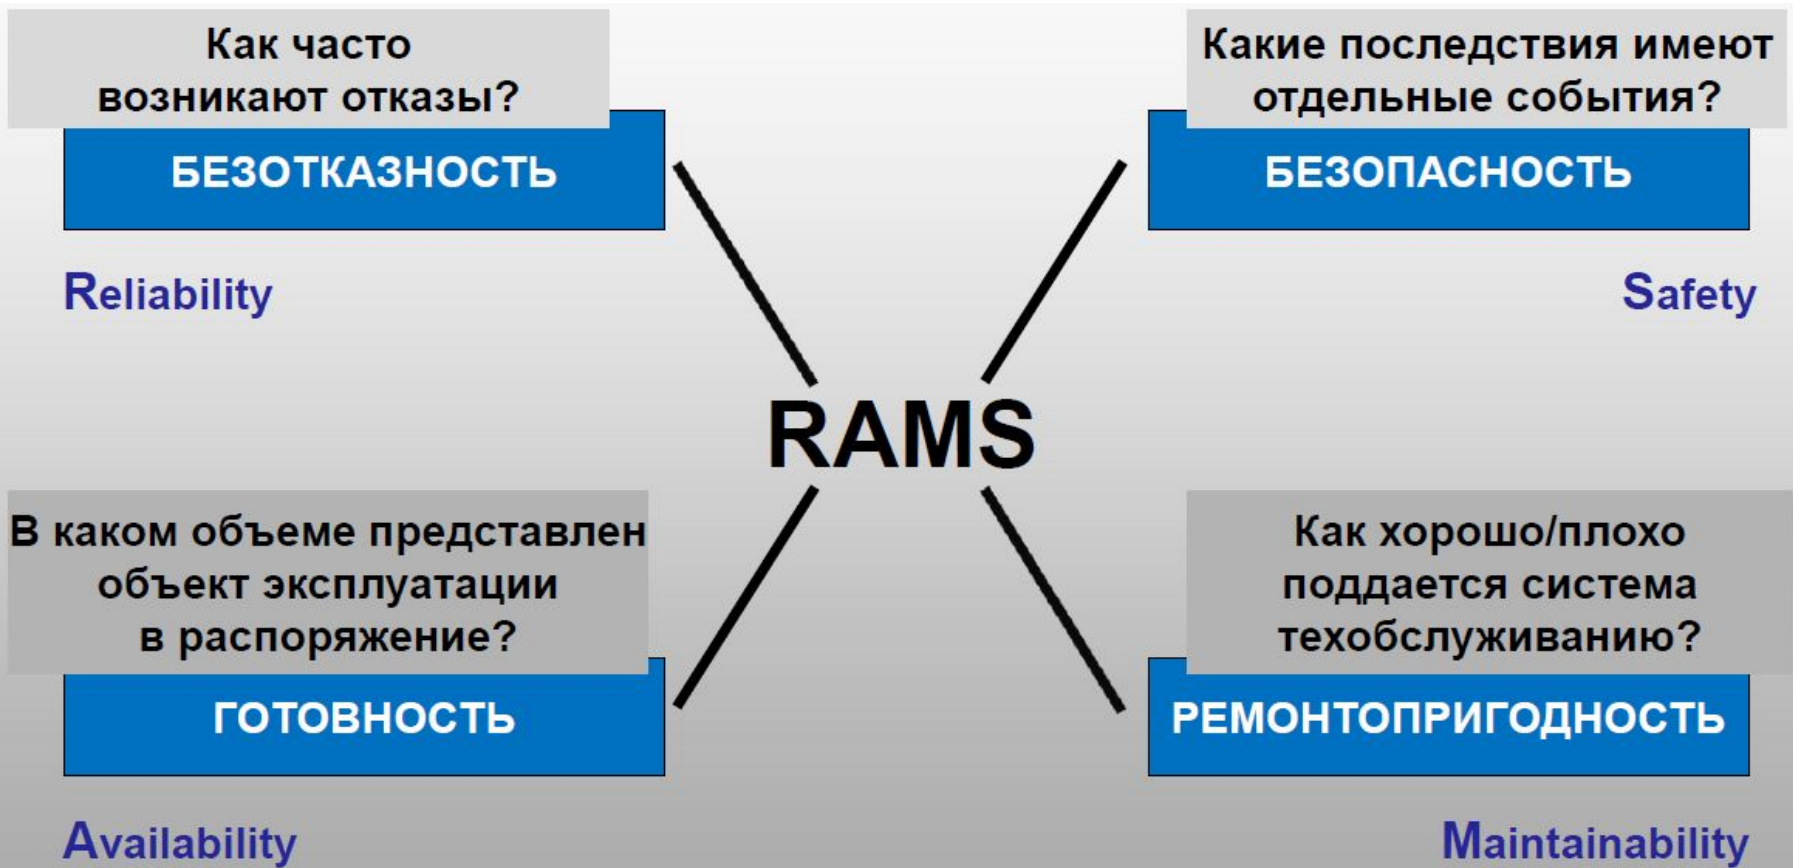 Как часто
возникают отказы?
БЕЗОТКАЗНОСТЬ
Reliability
Какие последствия имеют
отдельные события?
БЕЗОПАСНОСТЬ
Safety
RAMS
В каком объеме представлен
объект эксплуатации
в распоряжение?
ГОТОВНОСТЬ
Availability
Как хорошо/плохо
поддается система
техобслуживанию?
РЕМОНТОПРИГОДНОСТЬ
Maintainability